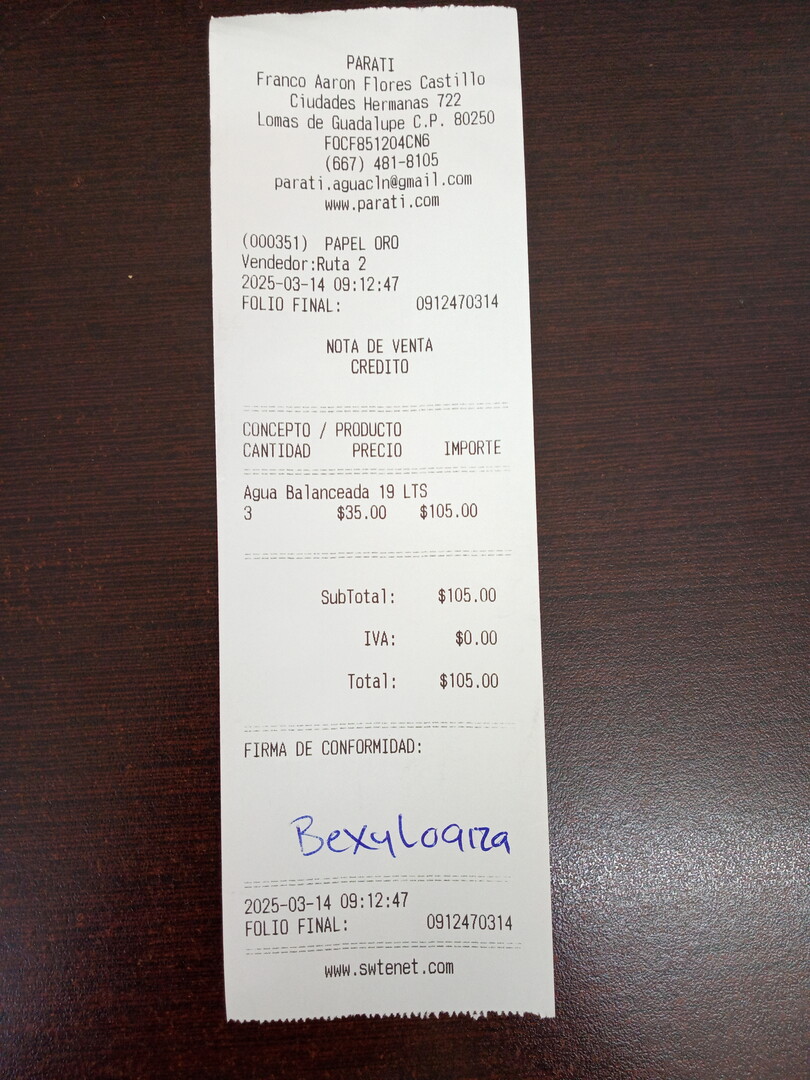 PARATI
Franco Aaron Flores Castillo
Ciudades Hermanas 722
Lomas de Guadalupe C.P. 80250
FOCF851204CN6
(667) 481-8105
parati.aguacln@gmail.com
www.parati.com
(000351) PAPEL ORO
Vendedor:Ruta 2
2025-03-14 09:12:47
FOLIO FINAL: 0912470314
NOTA DE VENTA
CREDITO
CONCEPTO / PRODUCTO
CANTIDAD PRECIO IMPORTE
Agua Balanceada 19 LTS
3 $35.00 $105.00
SubTotal: $105.00
IVA: $0.00
Total: $105.00
FIRMA DE CONFORMIDAD:
Bexy
2025-03-14 09:12:47
FOLIO FINAL: 0912470314
www.swtenet.com